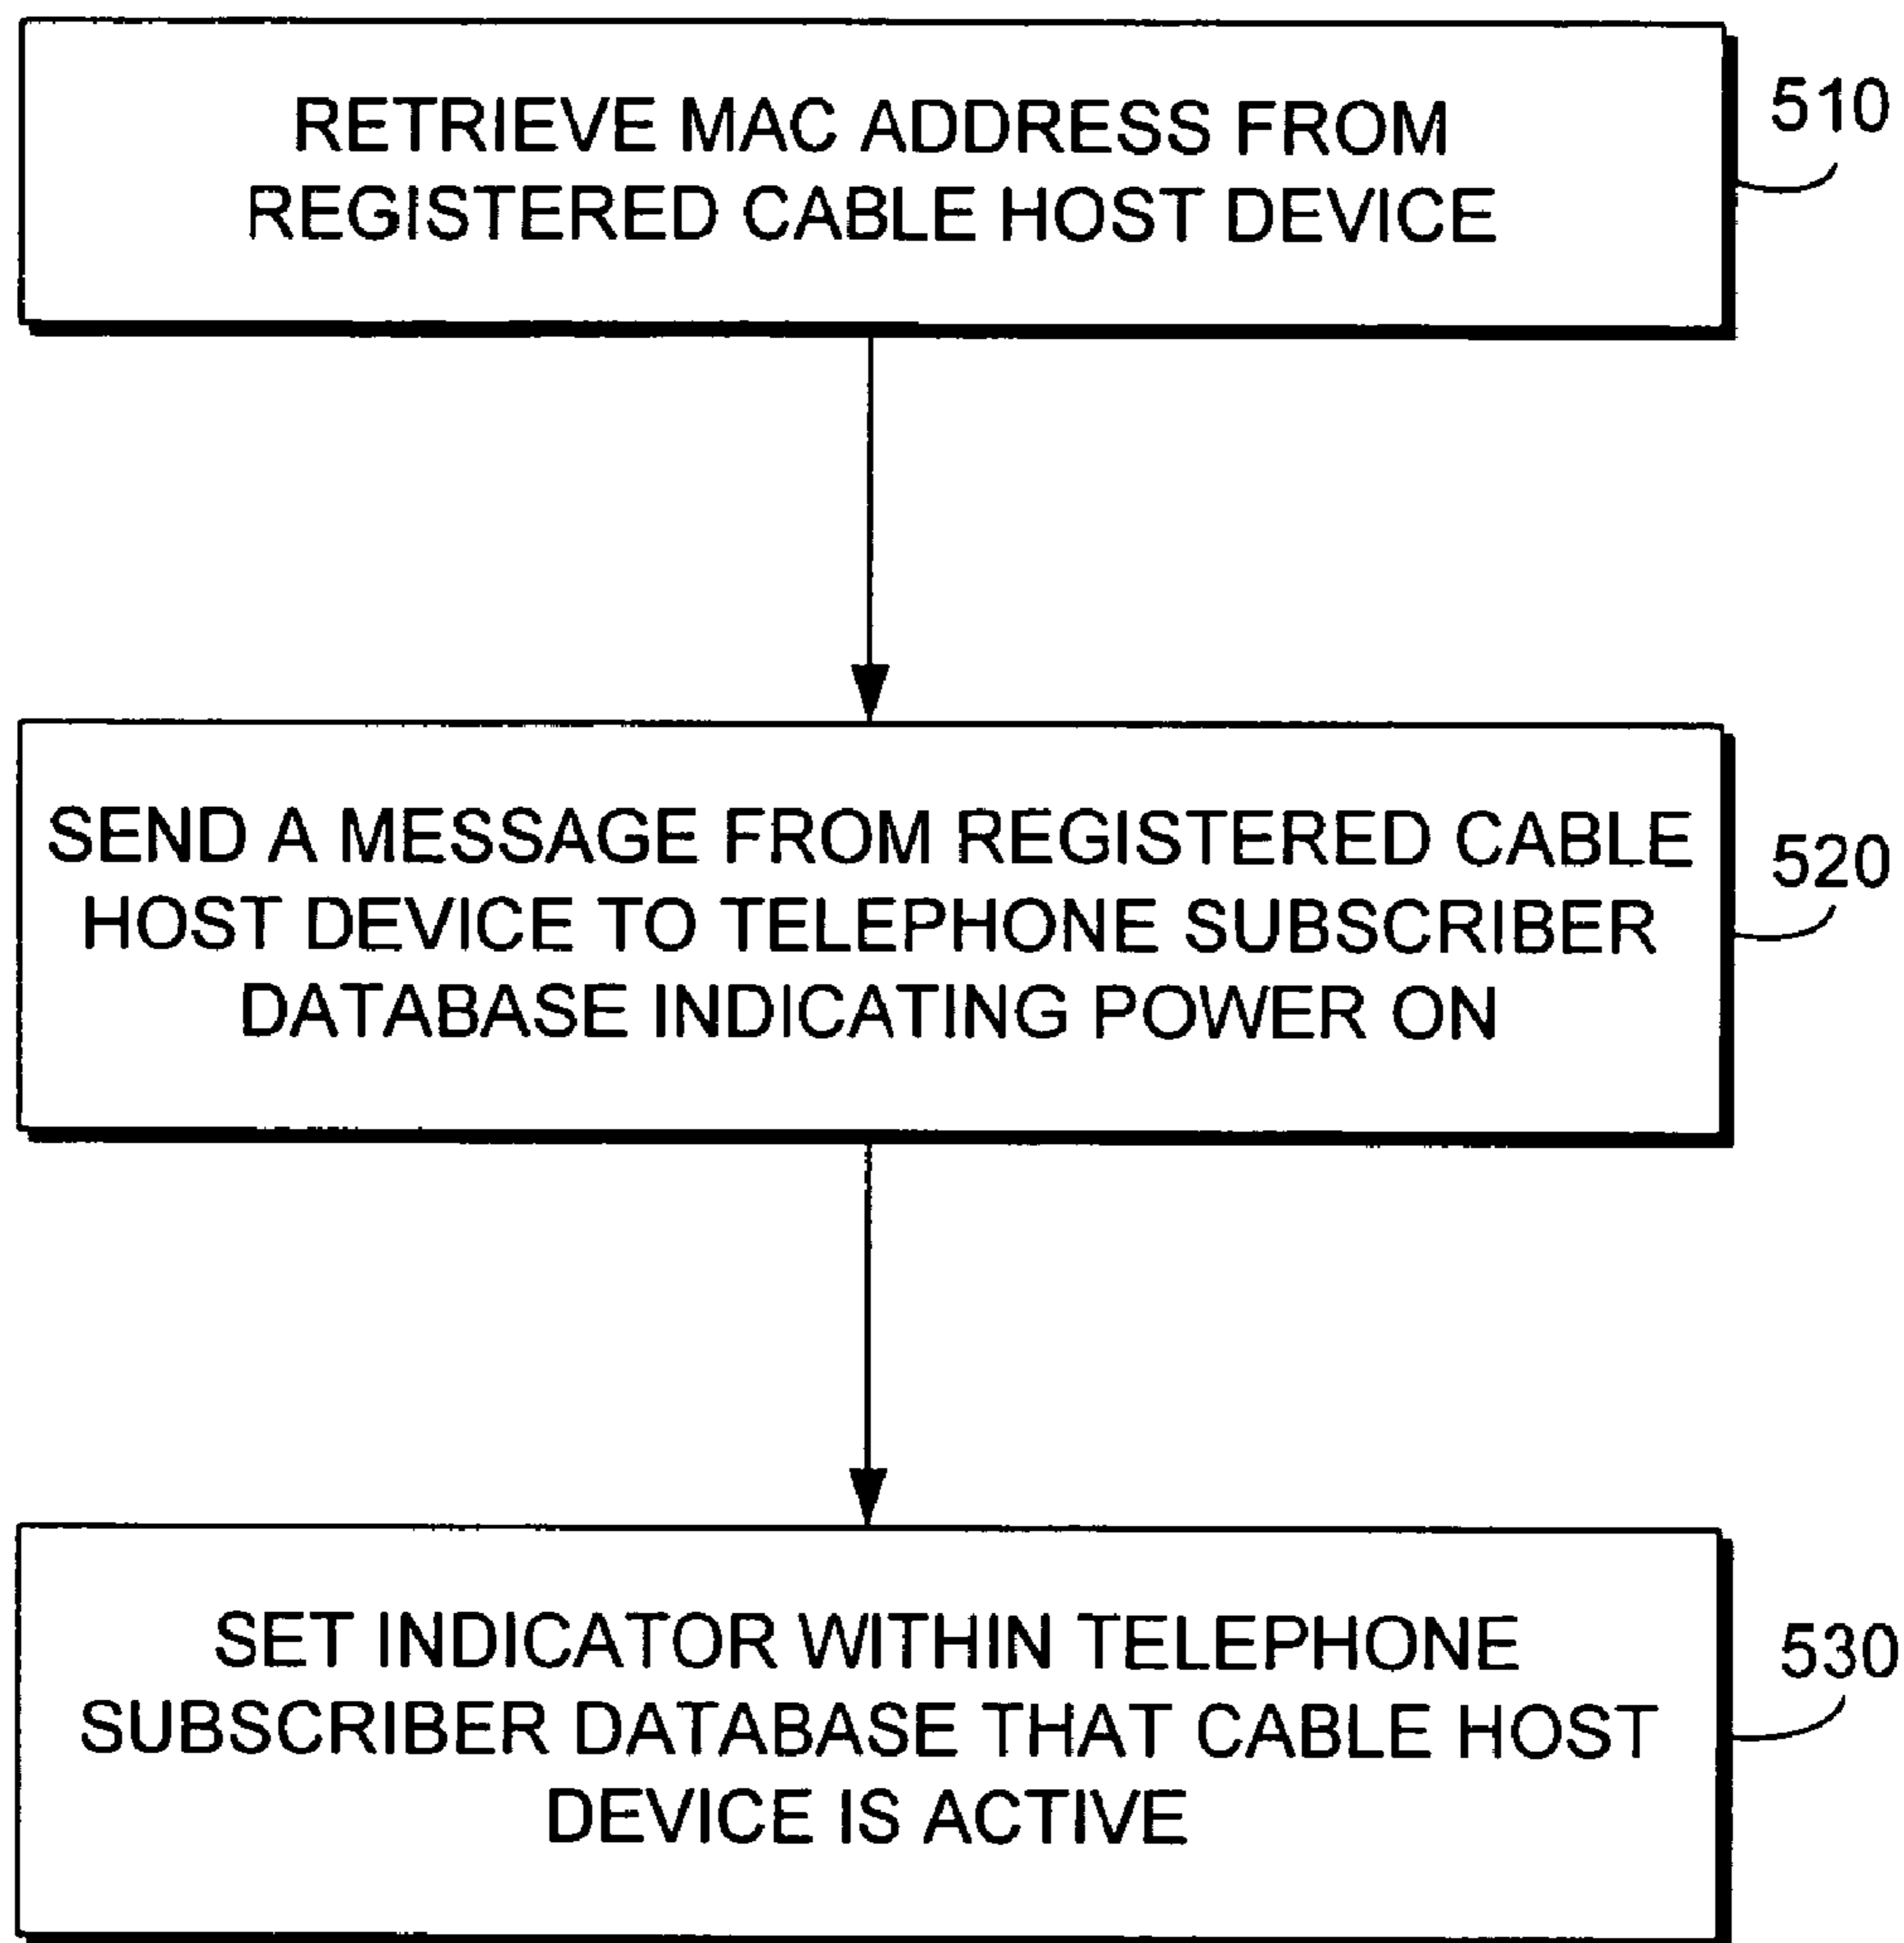 RETRIEVE MAC ADDRESS FROM
REGISTERED CABLE HOST DEVICE
510
SEND A MESSAGE FROM REGISTERED CABLE
HOST DEVICE TO TELEPHONE SUBSCRIBER
DATABASE INDICATING POWER ON
520
SET INDICATOR WITHIN TELEPHONE
SUBSCRIBER DATABASE THAT CABLE HOST
DEVICE IS ACTIVE
530